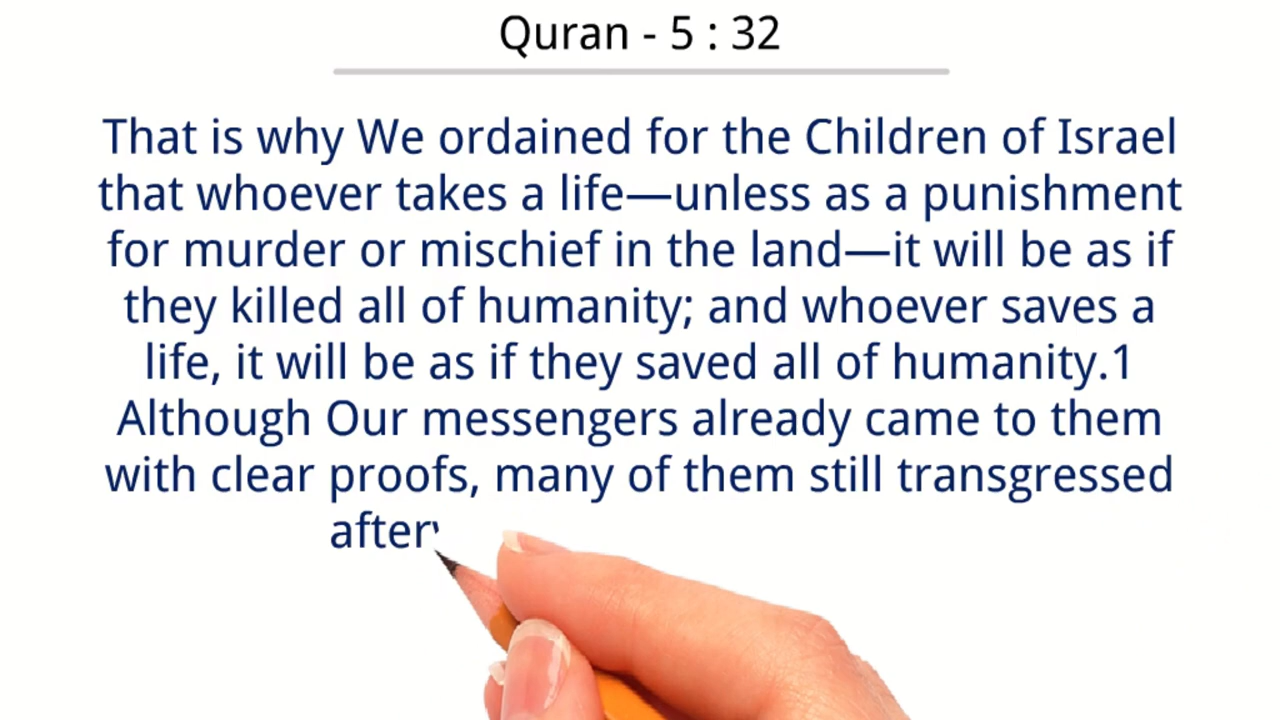 Quran - 5 : 32
That is why We ordained for the Children of Israel
that whoever takes a life—unless as a punishment
for murder or mischief in the land—it will be as if
they killed all of humanity; and whoever saves a
life, it will be as if they saved all of humanity.1
Although Our messengers already came to them
with clear proofs, many of them still transgressed